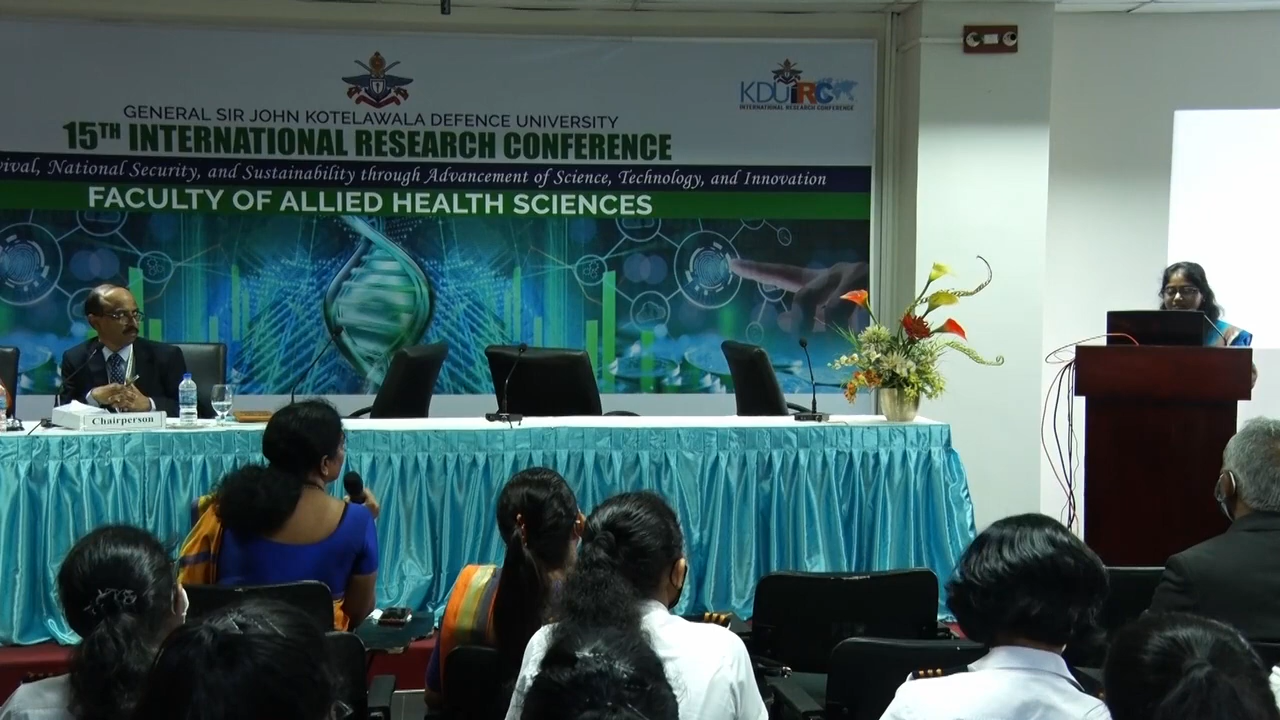 GENERAL SIR JOHN KOTELAWALA DEFENCE UNIVERSITY
KDU IRC
INTERNATIONAL RESEARCH CONFERENCE
15TH INTERNATIONAL RESEARCH CONFERENCE
National Security, and Sustainability through Advancement of Science, Technology, and Innovation
FACULTY OF ALLIED HEALTH SCIENCES
Chairperson